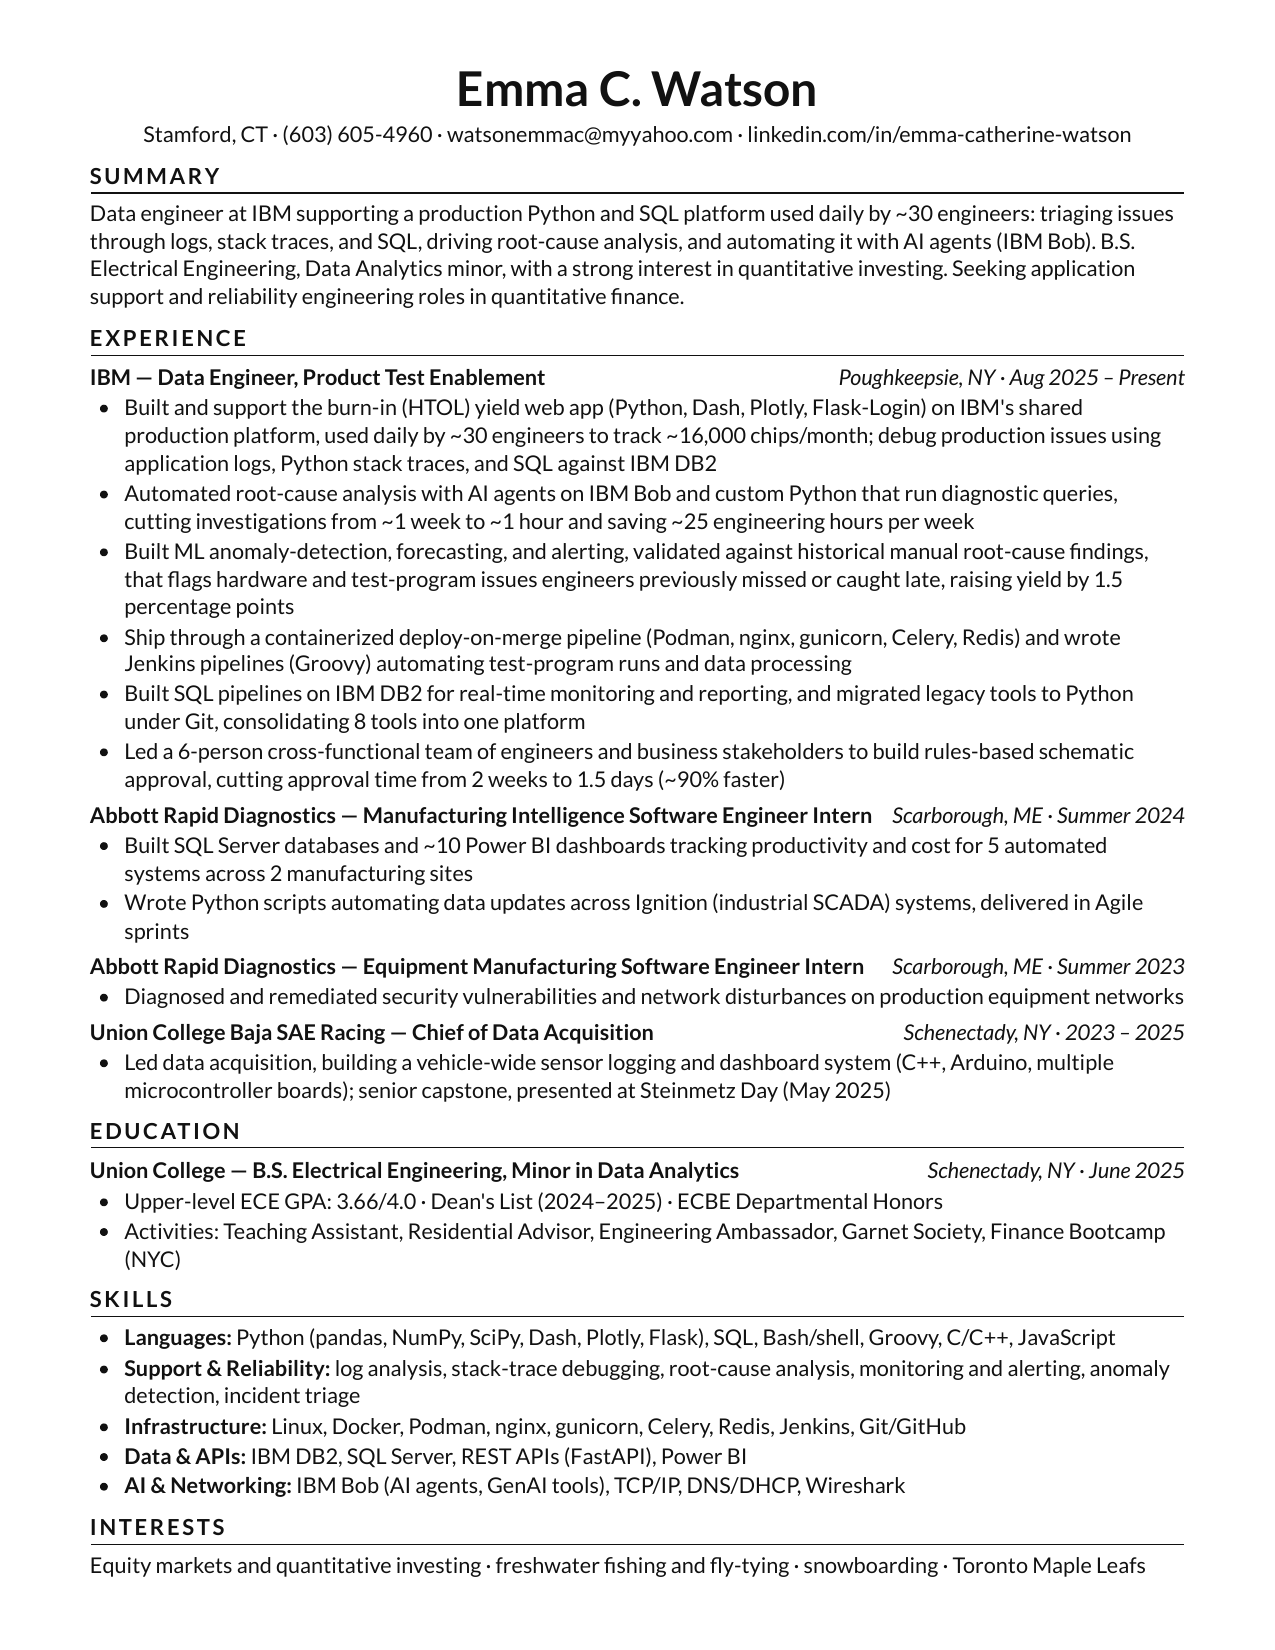 Emma C. Watson
Stamford, CT · (603) 605-4960 · watsonemmac@myyahoo.com · linkedin.com/in/emma-catherine-watson
SUMMARY
Data engineer at IBM supporting a production Python and SQL platform used daily by ~30 engineers: triaging issues
through logs, stack traces, and SQL, driving root-cause analysis, and automating it with AI agents (IBM Bob). B.S.
Electrical Engineering, Data Analytics minor, with a strong interest in quantitative investing. Seeking application
support and reliability engineering roles in quantitative finance.
EXPERIENCE
IBM — Data Engineer, Product Test Enablement Poughkeepsie, NY · Aug 2025 – Present
• Built and support the burn-in (HTOL) yield web app (Python, Dash, Plotly, Flask-Login) on IBM's shared
production platform, used daily by ~30 engineers to track ~16,000 chips/month; debug production issues using
application logs, Python stack traces, and SQL against IBM DB2
• Automated root-cause analysis with AI agents on IBM Bob and custom Python that run diagnostic queries,
cutting investigations from ~1 week to ~1 hour and saving ~25 engineering hours per week
• Built ML anomaly-detection, forecasting, and alerting, validated against historical manual root-cause findings,
that flags hardware and test-program issues engineers previously missed or caught late, raising yield by 1.5
percentage points
• Ship through a containerized deploy-on-merge pipeline (Podman, nginx, gunicorn, Celery, Redis) and wrote
Jenkins pipelines (Groovy) automating test-program runs and data processing
• Built SQL pipelines on IBM DB2 for real-time monitoring and reporting, and migrated legacy tools to Python
under Git, consolidating 8 tools into one platform
• Led a 6-person cross-functional team of engineers and business stakeholders to build rules-based schematic
approval, cutting approval time from 2 weeks to 1.5 days (~90% faster)
Abbott Rapid Diagnostics — Manufacturing Intelligence Software Engineer Intern Scarborough, ME · Summer 2024
• Built SQL Server databases and ~10 Power BI dashboards tracking productivity and cost for 5 automated
systems across 2 manufacturing sites
• Wrote Python scripts automating data updates across Ignition (industrial SCADA) systems, delivered in Agile
sprints
Abbott Rapid Diagnostics — Equipment Manufacturing Software Engineer Intern Scarborough, ME · Summer 2023
• Diagnosed and remediated security vulnerabilities and network disturbances on production equipment networks
Union College Baja SAE Racing — Chief of Data Acquisition Schenectady, NY · 2023 – 2025
• Led data acquisition, building a vehicle-wide sensor logging and dashboard system (C++, Arduino, multiple
microcontroller boards); senior capstone, presented at Steinmetz Day (May 2025)
EDUCATION
Union College — B.S. Electrical Engineering, Minor in Data Analytics Schenectady, NY · June 2025
• Upper-level ECE GPA: 3.66/4.0 · Dean's List (2024–2025) · ECBE Departmental Honors
• Activities: Teaching Assistant, Residential Advisor, Engineering Ambassador, Garnet Society, Finance Bootcamp
(NYC)
SKILLS
• Languages: Python (pandas, NumPy, SciPy, Dash, Plotly, Flask), SQL, Bash/shell, Groovy, C/C++, JavaScript
• Support & Reliability: log analysis, stack-trace debugging, root-cause analysis, monitoring and alerting, anomaly
detection, incident triage
• Infrastructure: Linux, Docker, Podman, nginx, gunicorn, Celery, Redis, Jenkins, Git/GitHub
• Data & APIs: IBM DB2, SQL Server, REST APIs (FastAPI), Power BI
• AI & Networking: IBM Bob (AI agents, GenAI tools), TCP/IP, DNS/DHCP, Wireshark
INTERESTS
Equity markets and quantitative investing · freshwater fishing and fly-tying · snowboarding · Toronto Maple Leafs